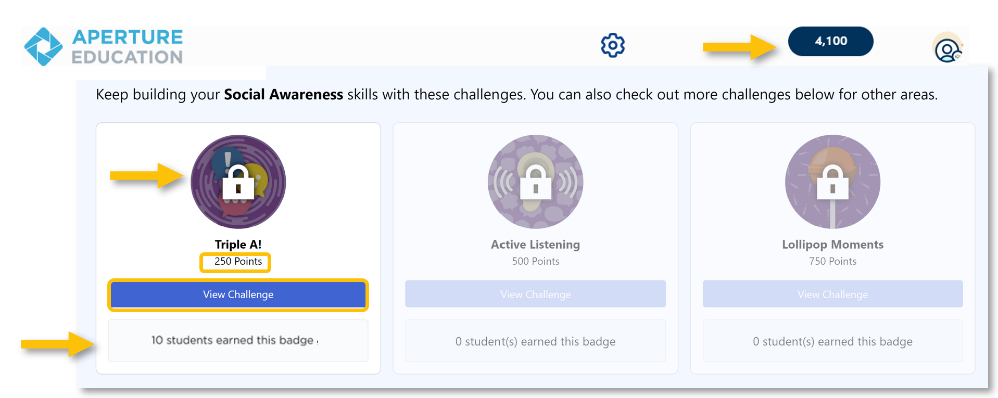 APERTURE
EDUCATION
4,100
Keep building your Social Awareness skills with these challenges. You can also check out more challenges below for other areas.
Triple A!
250 Points
View Challenge
10 students earned this badge .
Active Listening
500 Points
View Challenge
0 student(s) earned this badge
Lollipop Moments
750 Points
View Challenge
0 student(s) earned this badge